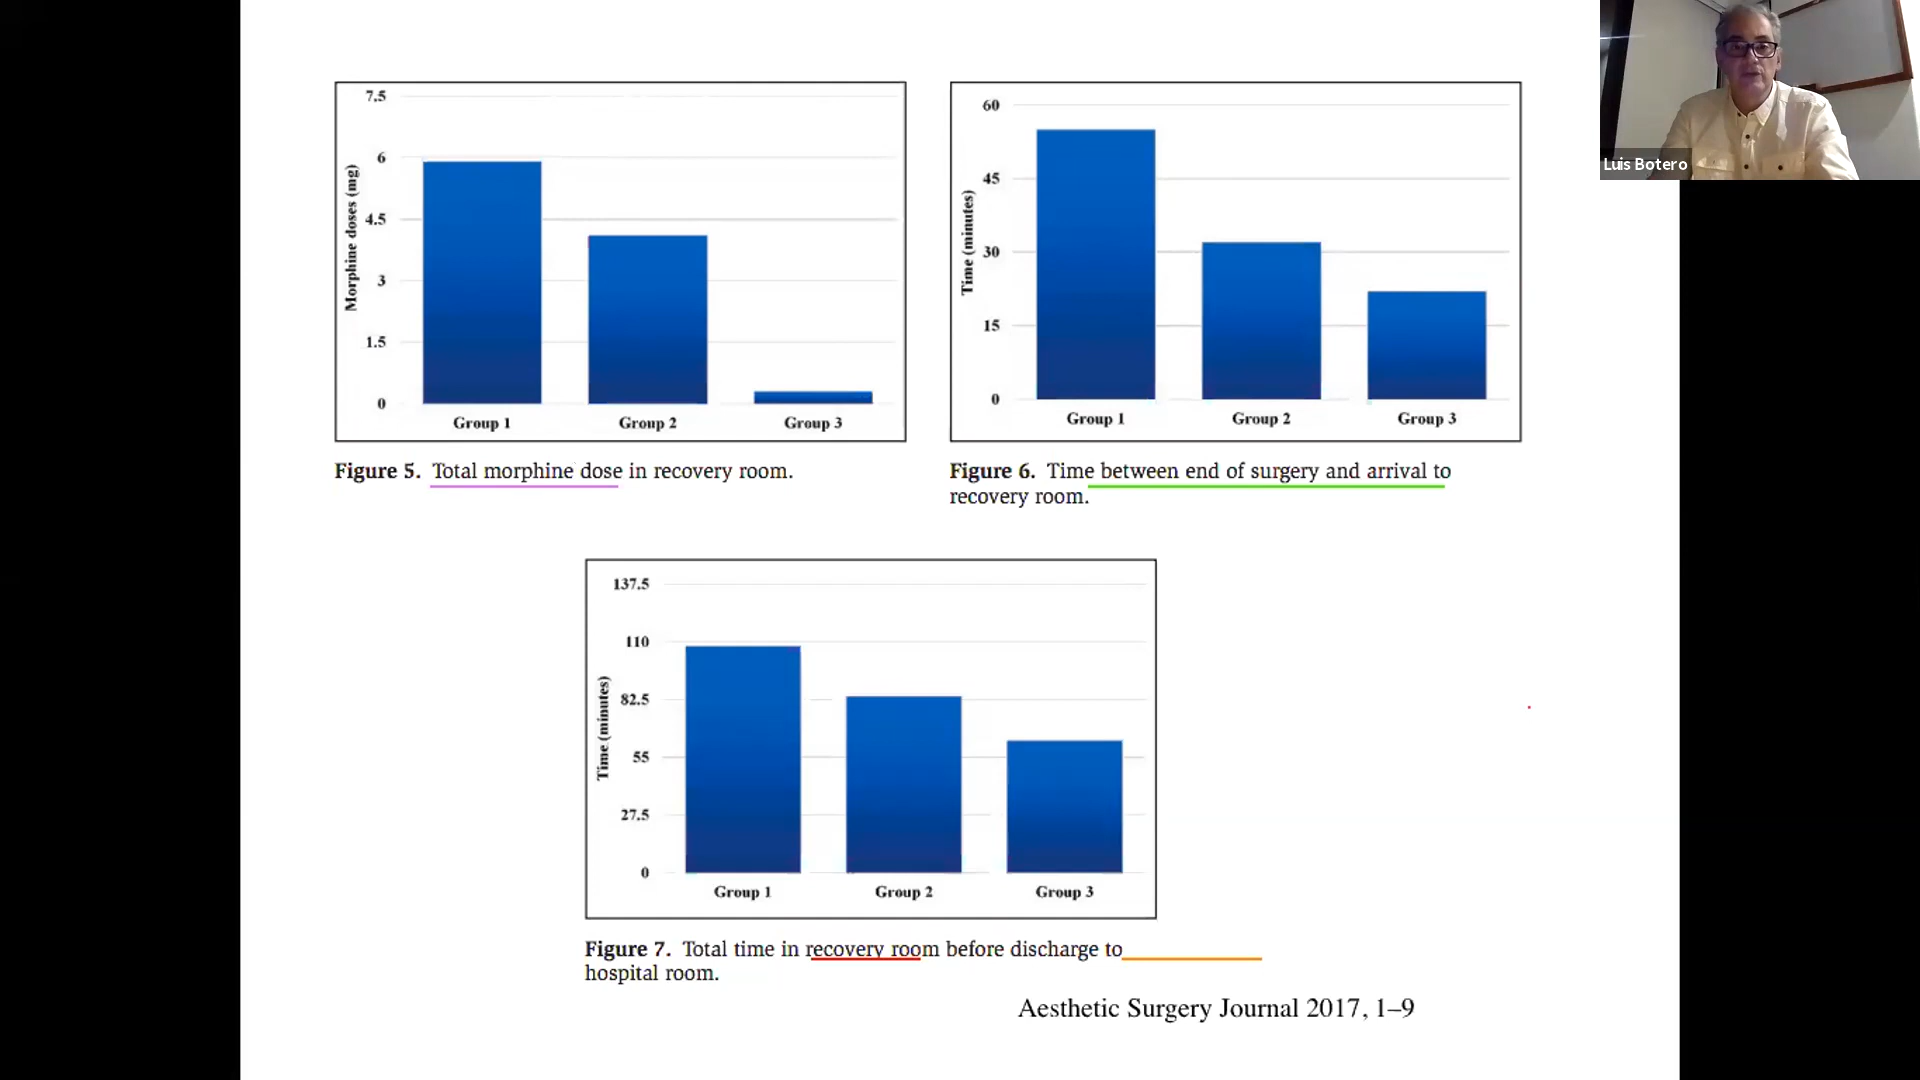 Luis Botero
7.5
6
4.5
3
1.5
0
Morphine doses (mg)
Group 1 Group 2 Group 3
Figure 5. Total morphine dose in recovery room.
60
45
30
15
0
Time (minutes)
Group 1 Group 2 Group 3
Figure 6. Time between end of surgery and arrival to
recovery room.
137.5
110
82.5
55
27.5
0
Time (minutes)
Group 1 Group 2 Group 3
Figure 7. Total time in recovery room before discharge to
hospital room.
Aesthetic Surgery Journal 2017, 1–9